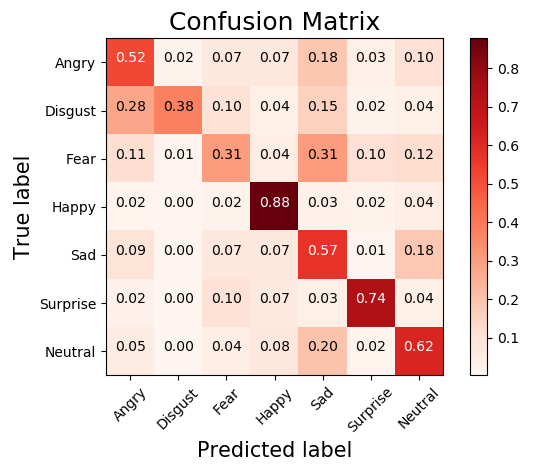 Confusion Matrix
True label
Angry 0.52 0.02 0.07 0.07 0.18 0.03 0.10
Disgust 0.28 0.38 0.10 0.04 0.15 0.02 0.04
Fear 0.11 0.01 0.31 0.04 0.31 0.10 0.12
Happy 0.02 0.00 0.02 0.88 0.03 0.02 0.04
Sad 0.09 0.00 0.07 0.07 0.57 0.01 0.18
Surprise 0.02 0.00 0.10 0.07 0.03 0.74 0.04
Neutral 0.05 0.00 0.04 0.08 0.20 0.02 0.62
Angry Disgust Fear Happy Sad Surprise Neutral
Predicted label
0.8
0.7
0.6
0.5
0.4
0.3
0.2
0.1